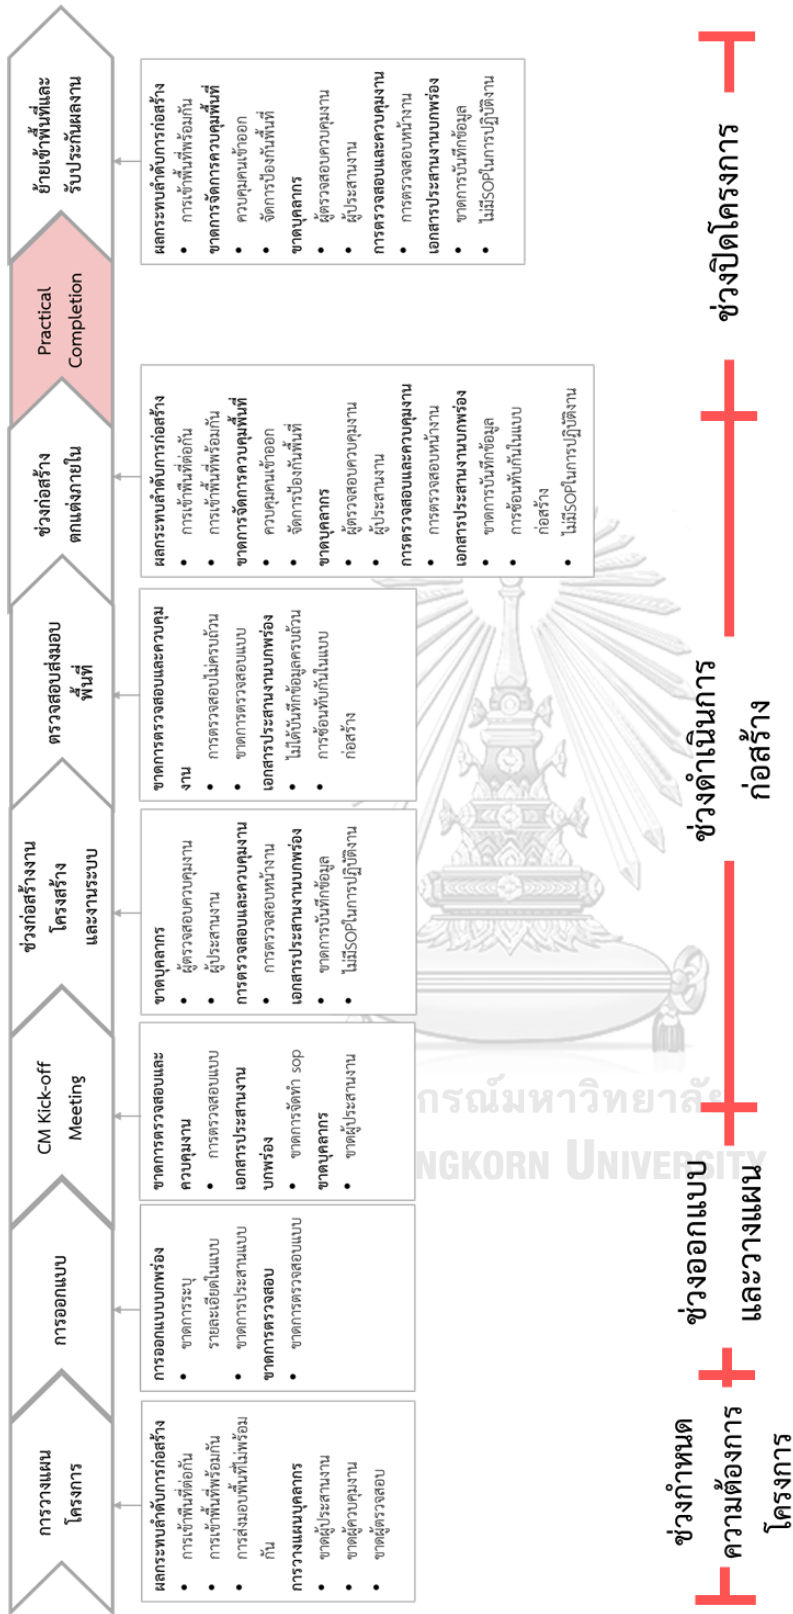 การวางแผน
โครงการ
การออกแบบ
CM Kick-off
Meeting
ช่วงก่อสร้างงาน
โครงสร้าง
และงานระบบ
ตรวจสอบส่งมอบ
พื้นที่
ช่วงก่อสร้าง
ตกแต่งภายใน
Practical
Completion
ย้ายเข้าพื้นที่และ
รับประกันผลงาน
ผลกระทบลำดับการก่อสร้าง
• การเข้าพื้นที่ต่อกัน
• การเข้าพื้นที่พร้อมกัน
• การส่งมอบพื้นที่ไม่พร้อม
กัน
การวางแผนบุคลากร
• ขาดผู้ประสานงาน
• ขาดผู้ควบคุมงาน
• ขาดผู้ตรวจสอบ
การออกแบบบกพร่อง
• ขาดการระบุ
รายละเอียดในแบบ
• ขาดการประสานแบบ
ขาดการตรวจสอบ
• ขาดการตรวจสอบแบบ
ขาดการตรวจสอบและ
ควบคุมงาน
• การตรวจสอบแบบ
เอกสารประสานงาน
บกพร่อง
• ขาดการจัดทำ sop
ขาดบุคลากร
• ขาดผู้ประสานงาน
ขาดบุคลากร
• ผู้ตรวจสอบควบคุมงาน
• ผู้ประสานงาน
การตรวจสอบและควบคุมงาน
• การตรวจสอบหน้างาน
เอกสารประสานงานบกพร่อง
• ขาดการบันทึกข้อมูล
• ไม่มีSOPในการปฏิบัติงาน
ขาดการตรวจสอบและควบคุม
งาน
• การตรวจสอบไม่ครบถ้วน
• ขาดการตรวจสอบแบบ
เอกสารประสานงานบกพร่อง
• ไม่ได้บันทึกข้อมูลครบถ้วน
• การซ้อนทับกันในแบบ
ก่อสร้าง
ผลกระทบลำดับการก่อสร้าง
• การเข้าพื้นที่ต่อกัน
• การเข้าพื้นที่พร้อมกัน
ขาดการจัดการควบคุมพื้นที่
• ควบคุมคนเข้าออก
• จัดการป้องกันพื้นที่
ขาดบุคลากร
• ผู้ตรวจสอบควบคุมงาน
• ผู้ประสานงาน
การตรวจสอบและควบคุมงาน
• การตรวจสอบหน้างาน
เอกสารประสานงานบกพร่อง
• ขาดการบันทึกข้อมูล
• การซ้อนทับกันในแบบ
ก่อสร้าง
• ไม่มีSOPในการปฏิบัติงาน
ผลกระทบลำดับการก่อสร้าง
• การเข้าพื้นที่พร้อมกัน
ขาดการจัดการควบคุมพื้นที่
• ควบคุมคนเข้าออก
• จัดการป้องกันพื้นที่
ขาดบุคลากร
• ผู้ตรวจสอบควบคุมงาน
• ผู้ประสานงาน
การตรวจสอบและควบคุมงาน
• การตรวจสอบหน้างาน
เอกสารประสานงานบกพร่อง
• ขาดการบันทึกข้อมูล
• ไม่มีSOPในการปฏิบัติงาน
ช่วงกำหนด
ความต้องการ
โครงการ
ช่วงออกแบบ
และวางแผน
ช่วงดำเนินการ
ก่อสร้าง
ช่วงปิดโครงการ
กรณ์มหาวิทยาลัย
NGKORN UNIVERSITY